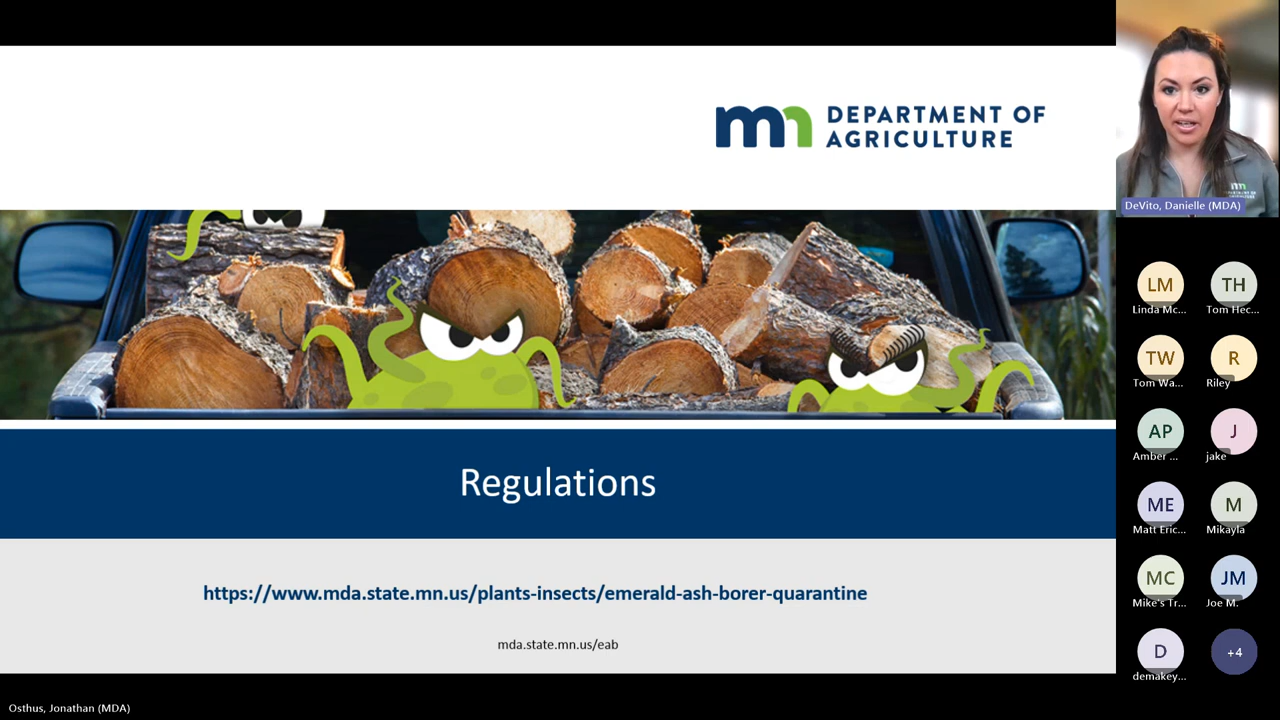 mn DEPARTMENT OF
AGRICULTURE
Regulations
https://www.mda.state.mn.us/plants-insects/emerald-ash-borer-quarantine
mda.state.mn.us/eab
Osthus, Jonathan (MDA)
mn
DeVito, Danielle (MDA)
LM
TH
Linda Mc...
Tom Hec...
TW
R
Tom Wa...
Riley
AP
J
Amber ...
jake
ME
M
Matt Eric...
Mikayla
MC
JM
Mike's Tr...
Joe M.
D
+4
demakey...